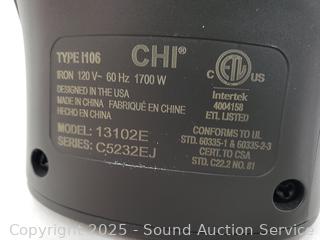 TYPE I106
CHI®
IRON 120 V~ 60 Hz 1700 W
DESIGNED IN THE USA
MADE IN CHINA FABRIQUÉ EN CHINE
HECHO EN CHINA
MODEL: 13102E
SERIES: C5232EJ
C ETL US
Intertek
4004158
ETL LISTED
CONFORMS TO UL
STD. 60335-1 & 60335-2-3
CERT. TO CSA
STD. C22.2 NO. 81
Copyright 2025 - Sound Auction Service